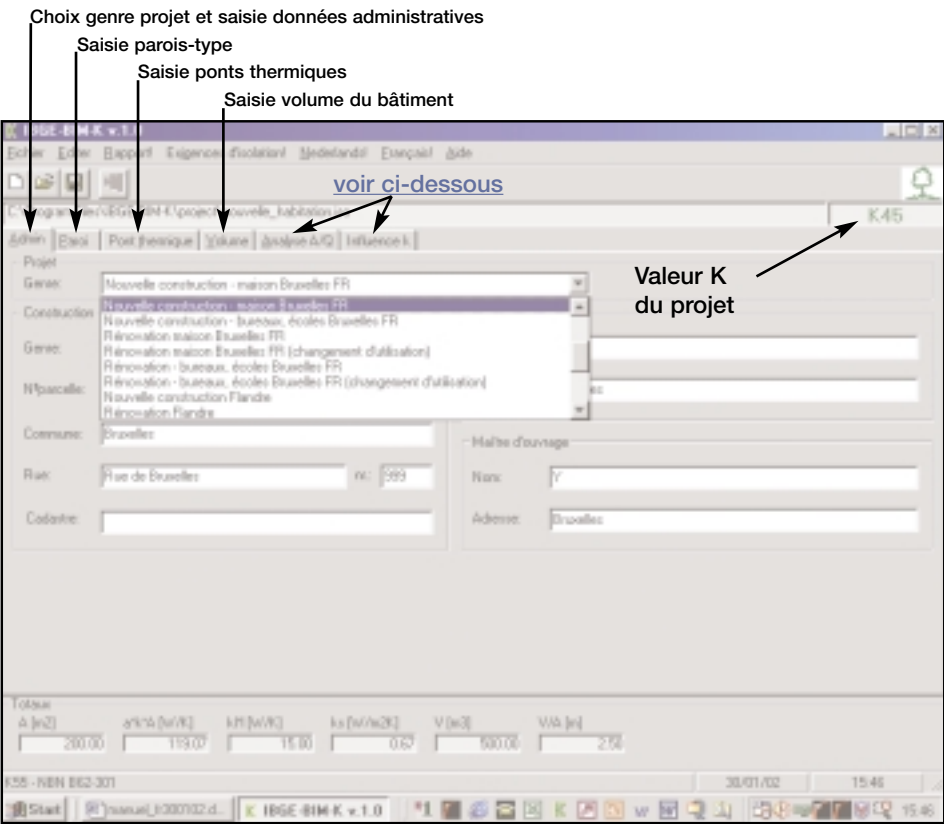 Choix genre projet et saisie données administratives
Saisie parois-type
Saisie ponts thermiques
Saisie volume du bâtiment
IBGE-BIM-K v.1.0
Fichier Editer Rapport! Exigences d'isolation! Nederlands! Français! Aide
voir ci-dessous
K45
Admin Paroi Pont thermique Volume Analyse A/Q Influence k
Valeur K
du projet
Projet
Genre: Nouvelle construction - maison Bruxelles FR
Nouvelle construction - maison Bruxelles FR
Construction
Nouvelle construction - bureaux, écoles Bruxelles FR
Rénovation maison Bruxelles FR
Genre:
Rénovation maison Bruxelles FR (changement d'utilisation)
Rénovation - bureaux, écoles Bruxelles FR
N°parcelle:
Rénovation - bureaux, écoles Bruxelles FR (changement d'utilisation)
Nouvelle construction Flandre
Rénovation Flandre
Commune: Bruxelles
Maître d'ouvrage
Rue: Rue de Bruxelles nr.: 999
Nom: Y
Cadastre:
Adresse: Bruxelles
Totaux
A [m2] a*k*A [W/K] kl*l [W/K] ks [W/m2K] V [m3] V/A [m]
200.00 119.07 15.00 0.67 500.00 2.50
K55 - NBN B62-301 30/01/02 15:46
Start manuel_fr300102.d... IBGE-BIM-K v.1.0 15:46